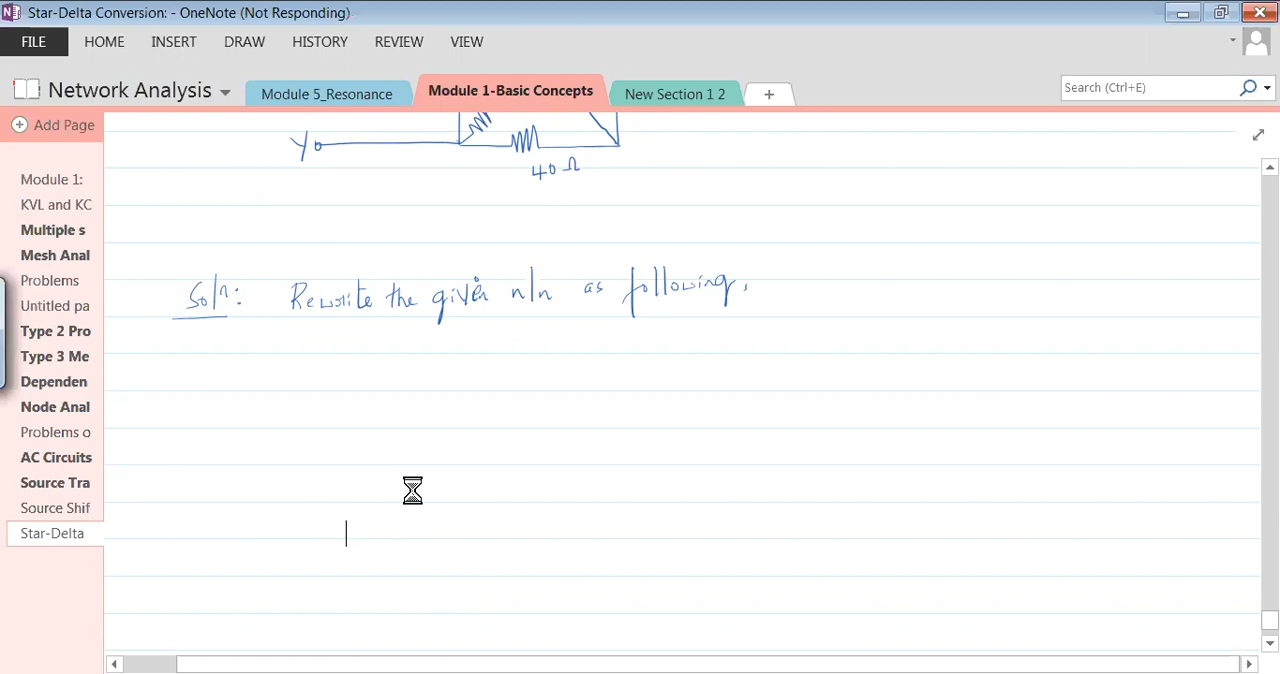 Star-Delta Conversion: - OneNote (Not Responding)
FILE HOME INSERT DRAW HISTORY REVIEW VIEW
Network Analysis Module 5_Resonance Module 1-Basic Concepts New Section 1 2 +
Search (Ctrl+E)
Add Page
Module 1:
KVL and KC
Multiple s
Mesh Anal
Problems
Untitled pa
Type 2 Pro
Type 3 Me
Dependen
Node Anal
Problems o
AC Circuits
Source Tra
Source Shif
Star-Delta
Y
40 Ω
Soln: Rewrite the given n/n as following,